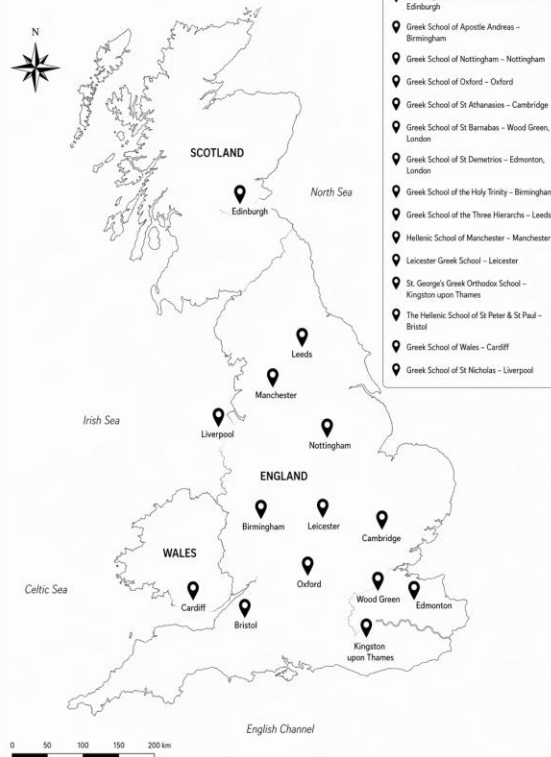 N
SCOTLAND
North Sea
Edinburgh
Leeds
Manchester
Irish Sea
Liverpool
Nottingham
ENGLAND
Birmingham
Leicester
Cambridge
WALES
Oxford
Celtic Sea
Cardiff
Bristol
Wood Green
Edmonton
Kingston
upon Thames
English Channel
0 50 100 150 200 km
Edinburgh
Greek School of Apostle Andreas –
Birmingham
Greek School of Nottingham – Nottingham
Greek School of Oxford – Oxford
Greek School of St Athanasios – Cambridge
Greek School of St Barnabas – Wood Green,
London
Greek School of St Demetrios – Edmonton,
London
Greek School of the Holy Trinity – Birmingham
Greek School of the Three Hierarchs – Leeds
Hellenic School of Manchester – Manchester
Leicester Greek School – Leicester
St. George's Greek Orthodox School –
Kingston upon Thames
The Hellenic School of St Peter & St Paul –
Bristol
Greek School of Wales – Cardiff
Greek School of St Nicholas – Liverpool